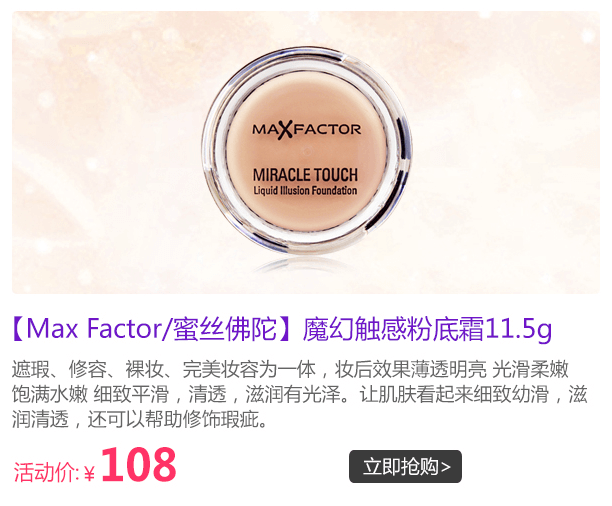 MAXFACTOR
MIRACLE TOUCH
Liquid Illusion Foundation
【Max Factor/蜜丝佛陀】魔幻触感粉底霜11.5g
遮瑕、修容、裸妆、完美妆容为一体，妆后效果薄透明亮 光滑柔嫩
饱满水嫩 细致平滑，清透，滋润有光泽。让肌肤看起来细致幼滑，滋
润清透，还可以帮助修饰瑕疵。
活动价:￥108
立即抢购>